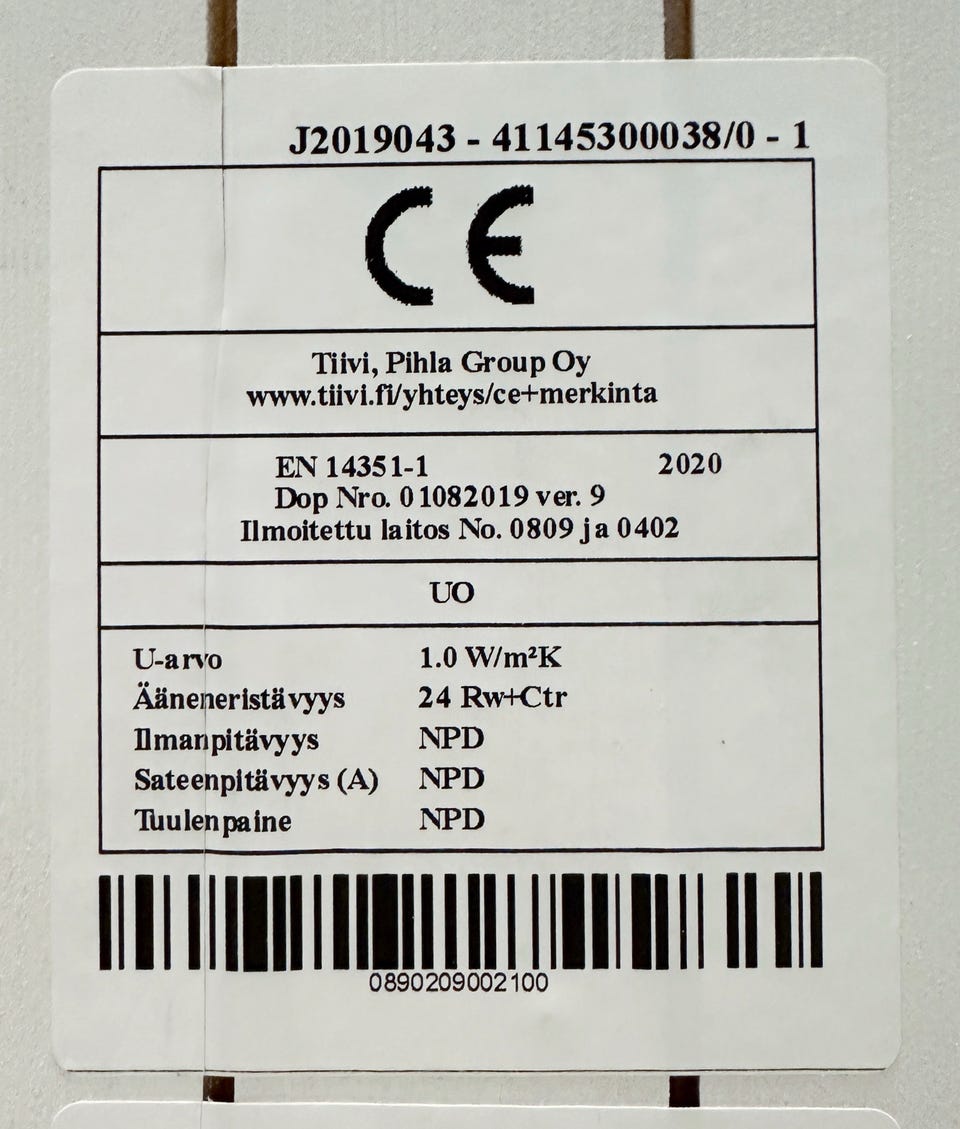 J2019043 - 41145300038/0 - 1
CE
Tiivi, Pihla Group Oy
www.tiivi.fi/yhteys/ce+merkinta
EN 14351-1 2020
Dop Nro. 01082019 ver. 9
Ilmoitettu laitos No. 0809 ja 0402
UO
U-arvo 1.0 W/m²K
Ääneneristävyys 24 Rw+Ctr
Ilmanpitävyys NPD
Sateenpitävyys (A) NPD
Tuulenpaine NPD
0890209002100